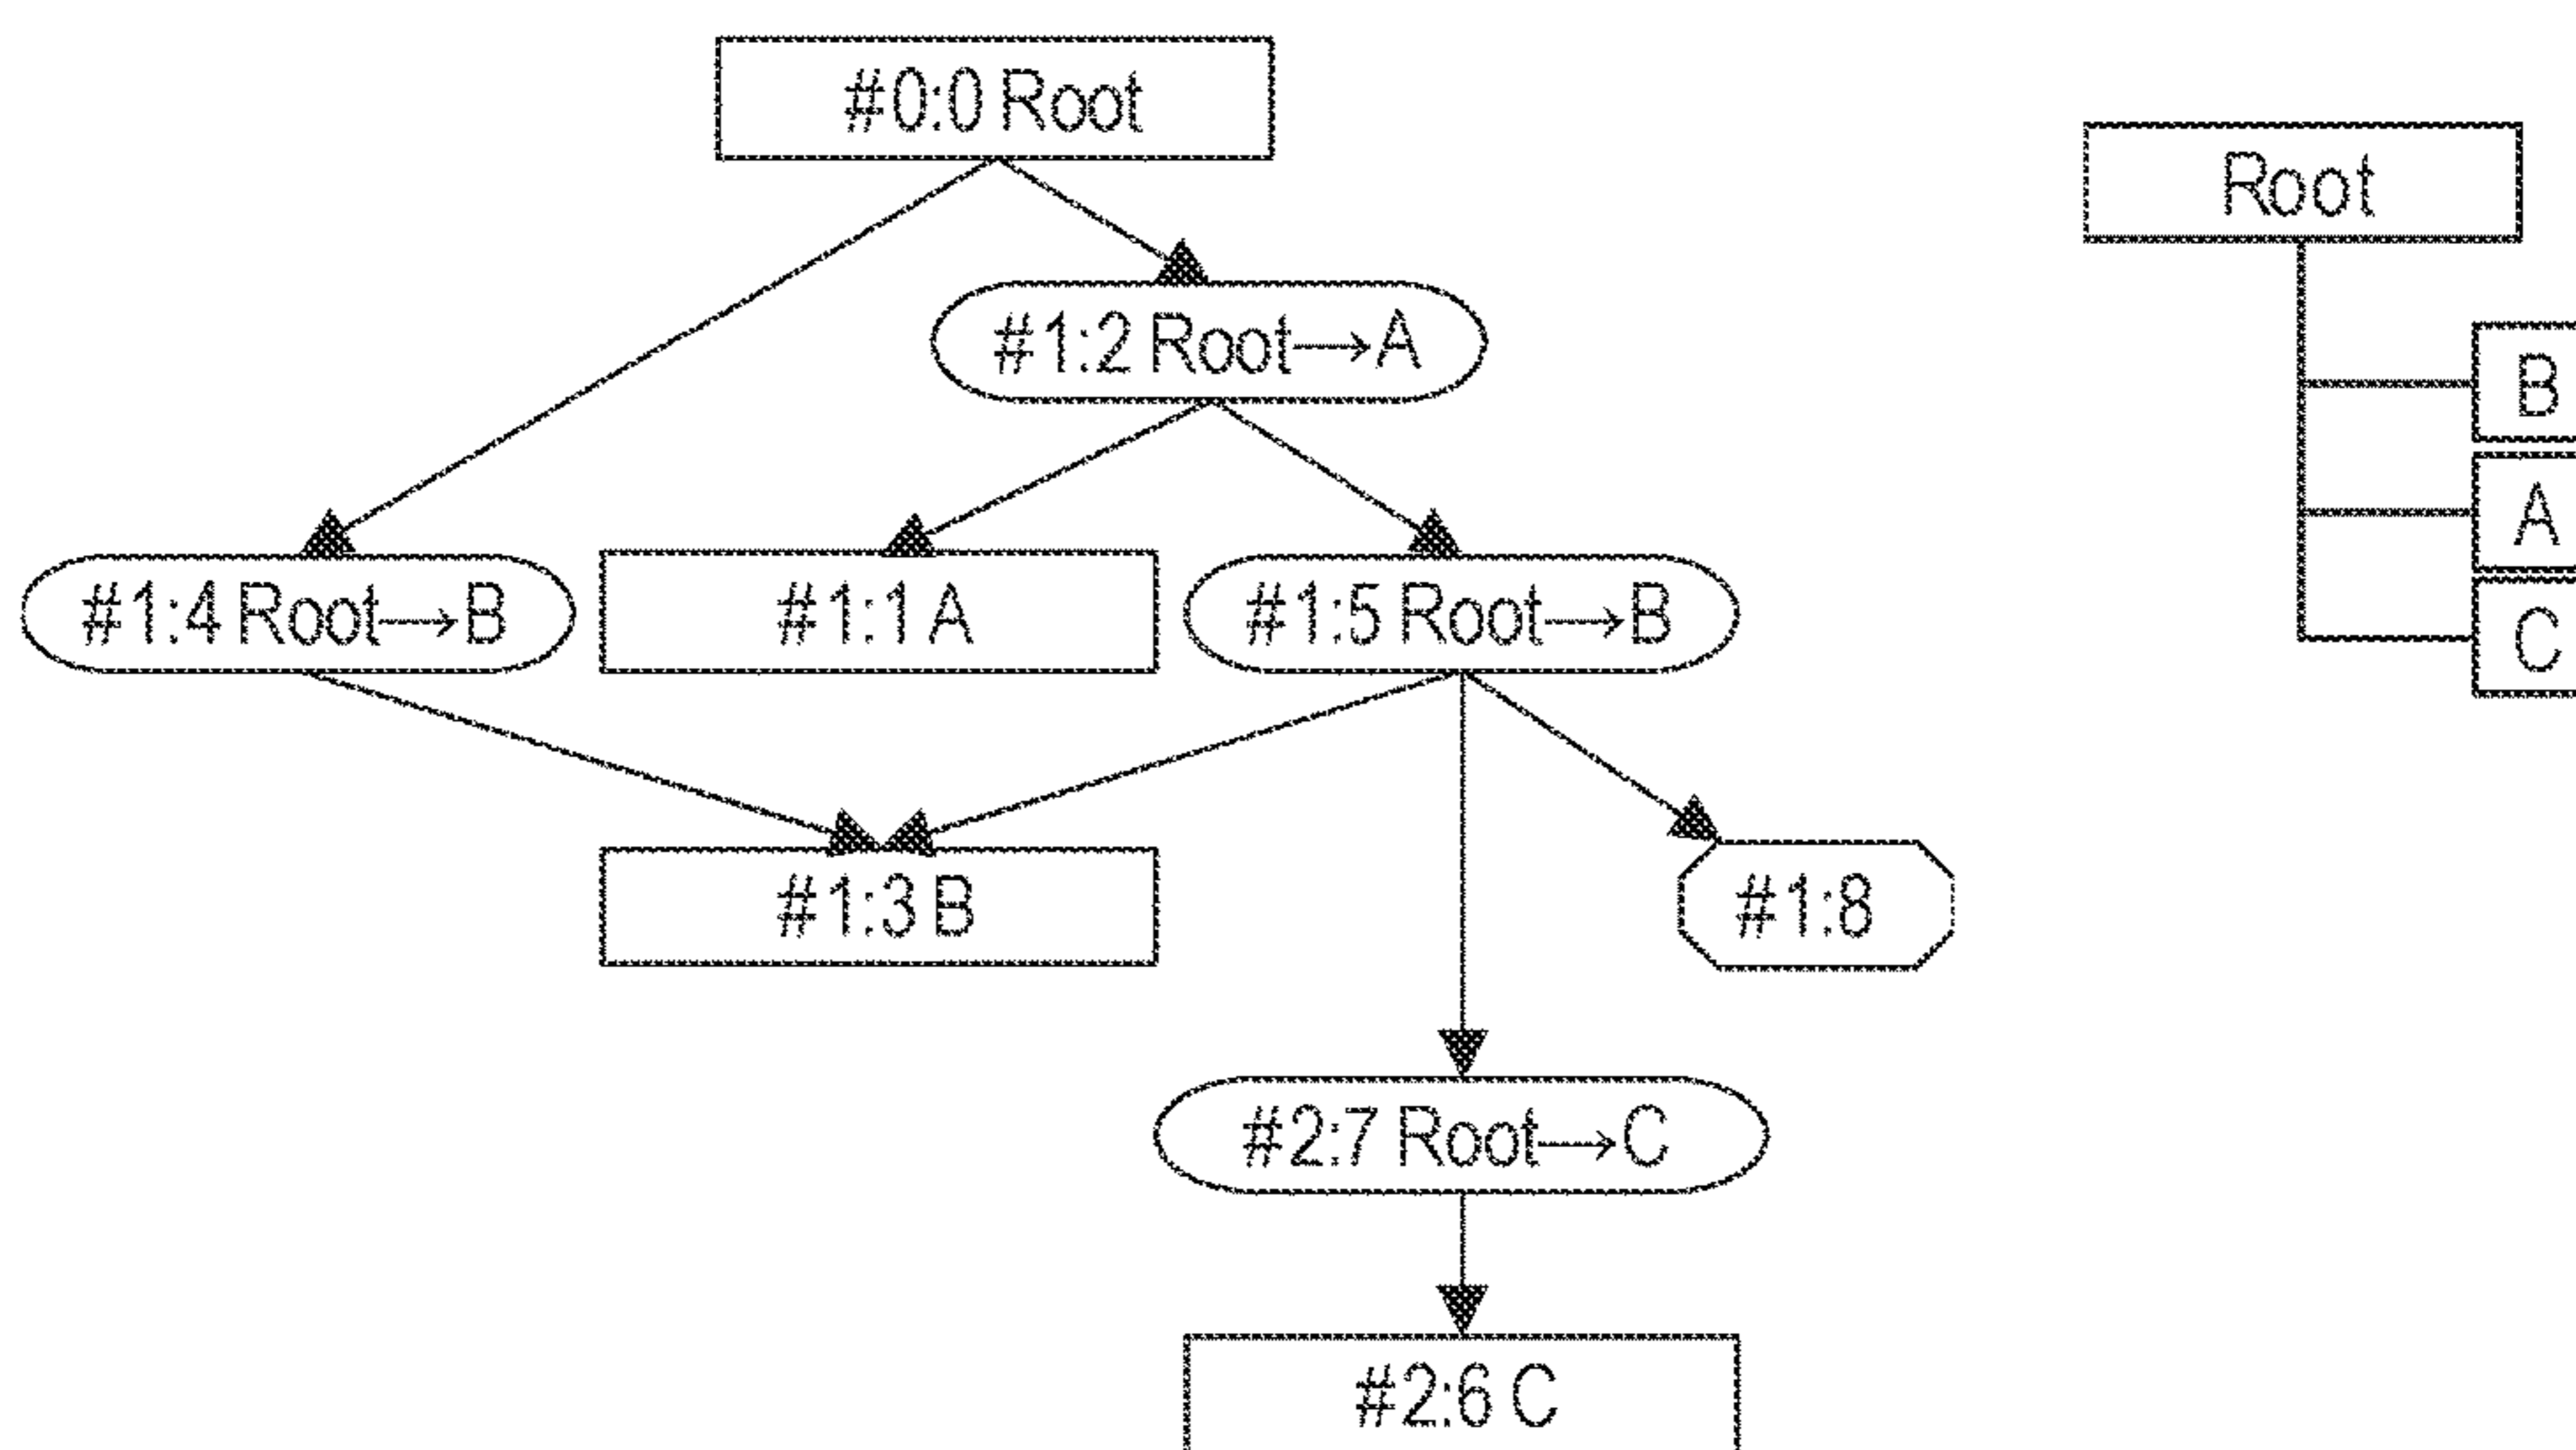 #0:0 Root
Root
#1:2 Root→A
B
A
#1:4 Root→B
#1:1 A
#1:5 Root→B
C
#1:3 B
#1:8
#2:7 Root→C
#2:6 C